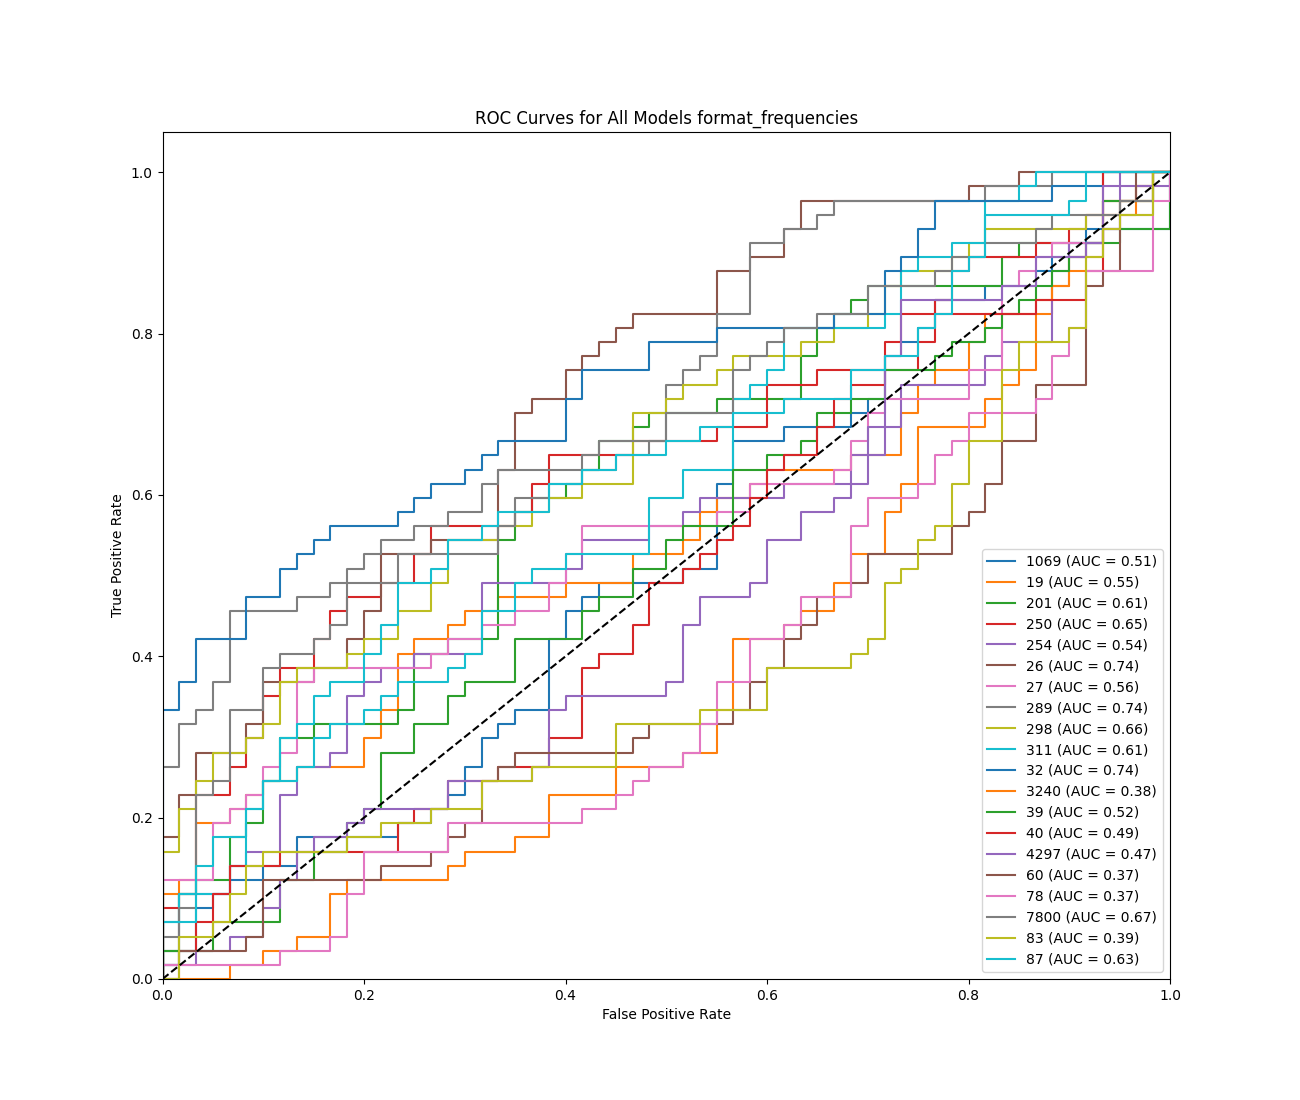 ROC Curves for All Models format_frequencies
1.0
0.8
0.6
0.4
0.2
0.0
True Positive Rate
0.0 0.2 0.4 0.6 0.8 1.0
False Positive Rate
1069 (AUC = 0.51)
19 (AUC = 0.55)
201 (AUC = 0.61)
250 (AUC = 0.65)
254 (AUC = 0.54)
26 (AUC = 0.74)
27 (AUC = 0.56)
289 (AUC = 0.74)
298 (AUC = 0.66)
311 (AUC = 0.61)
32 (AUC = 0.74)
3240 (AUC = 0.38)
39 (AUC = 0.52)
40 (AUC = 0.49)
4297 (AUC = 0.47)
60 (AUC = 0.37)
78 (AUC = 0.37)
7800 (AUC = 0.67)
83 (AUC = 0.39)
87 (AUC = 0.63)